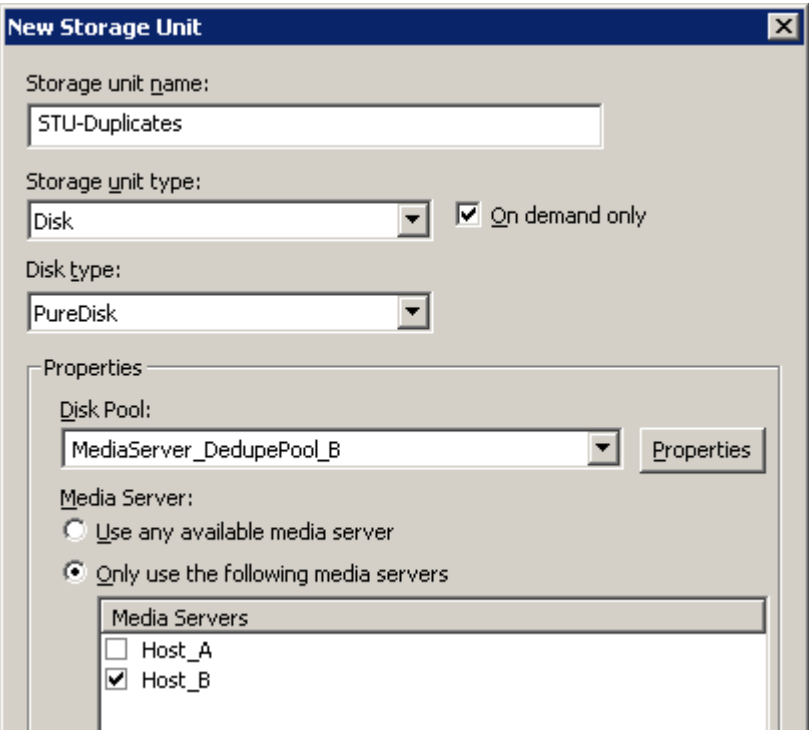 New Storage Unit
Storage unit name:
STU-Duplicates
Storage unit type:
Disk
On demand only
Disk type:
PureDisk
Properties
Disk Pool:
MediaServer_DedupePool_B
Properties
Media Server:
Use any available media server
Only use the following media servers
Media Servers
Host_A
Host_B